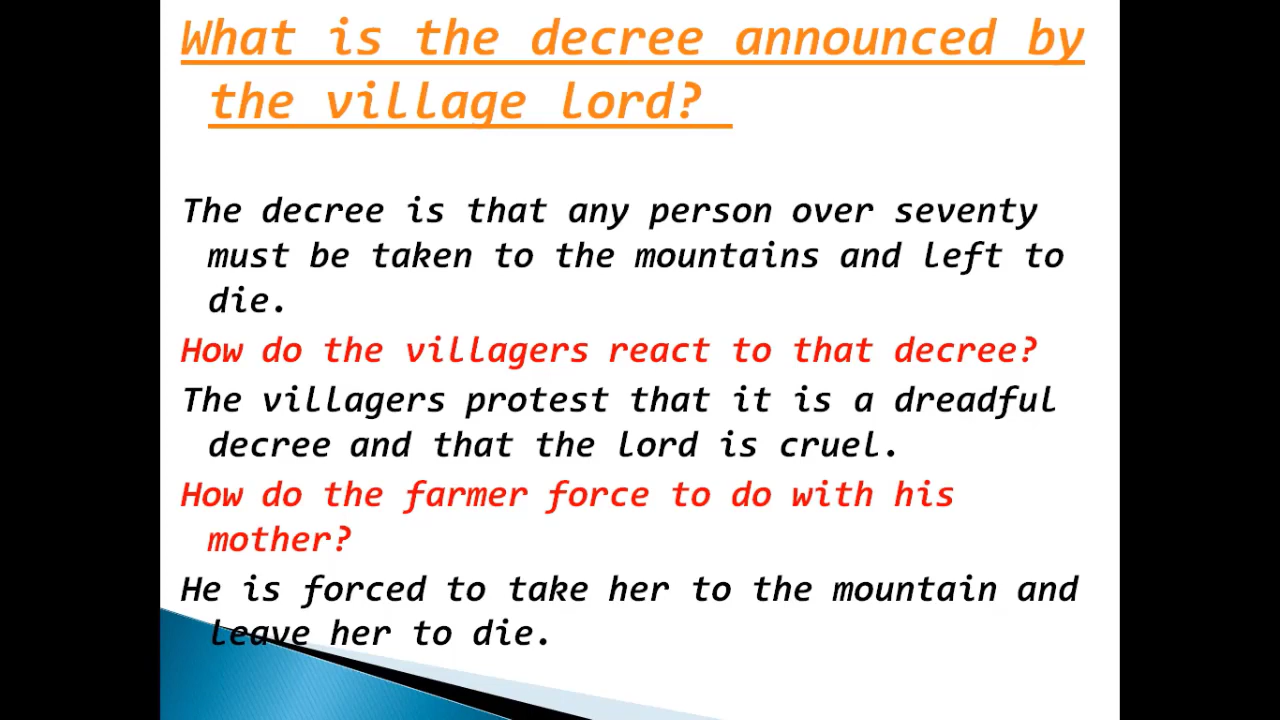 What is the decree announced by
the village lord?
The decree is that any person over seventy
must be taken to the mountains and left to
die.
How do the villagers react to that decree?
The villagers protest that it is a dreadful
decree and that the lord is cruel.
How do the farmer force to do with his
mother?
He is forced to take her to the mountain and
leave her to die.